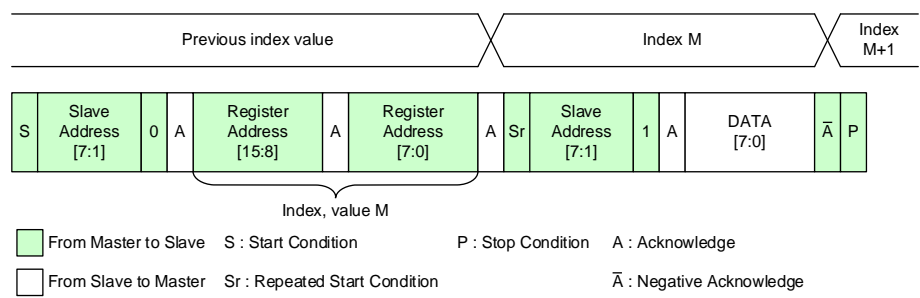 Previous index value
Index M
Index
M+1
S
Slave
Address
[7:1]
0
A
Register
Address
[15:8]
A
Register
Address
[7:0]
A
Sr
Slave
Address
[7:1]
1
A
DATA
[7:0]
A̅
P
Index, value M
From Master to Slave
S : Start Condition
P : Stop Condition
A : Acknowledge
From Slave to Master
Sr : Repeated Start Condition
A̅ : Negative Acknowledge